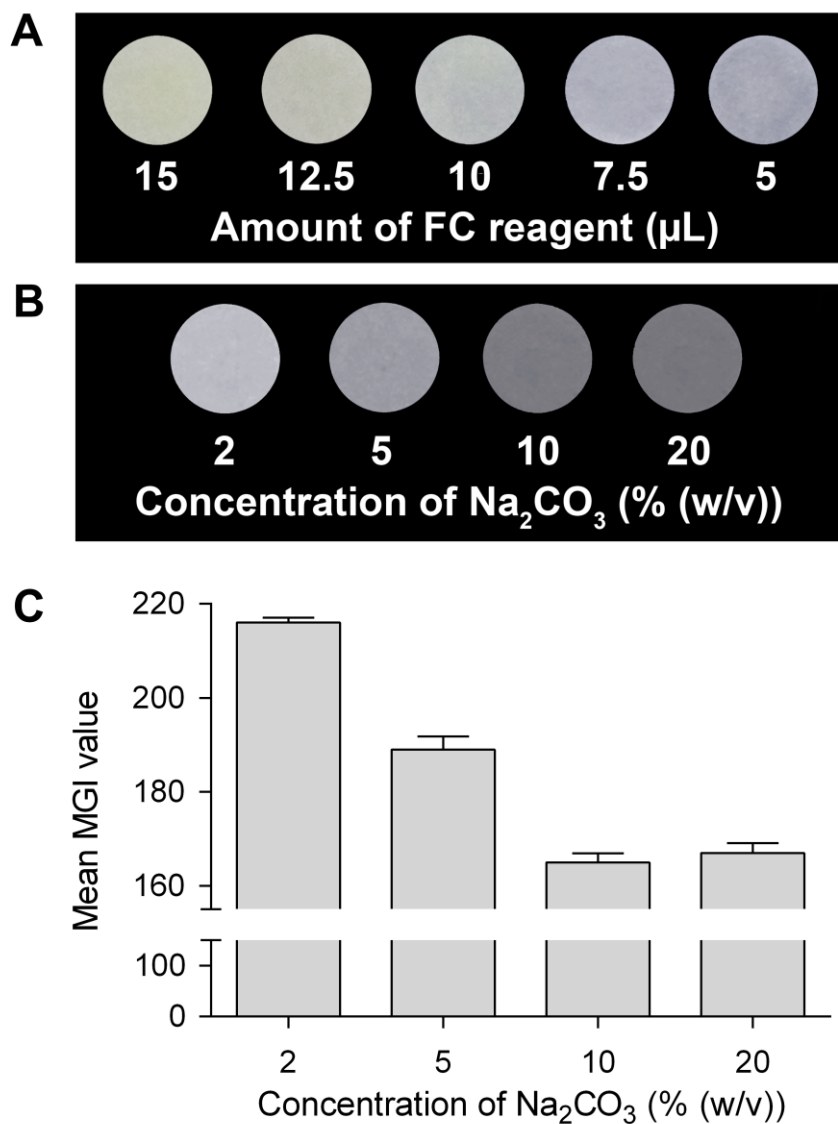 A
15 12.5 10 7.5 5
Amount of FC reagent (µL)
B
2 5 10 20
Concentration of Na₂CO₃ (% (w/v))
C
220
200
180
160
100
0
Mean MGI value
2 5 10 20
Concentration of Na₂CO₃ (% (w/v))